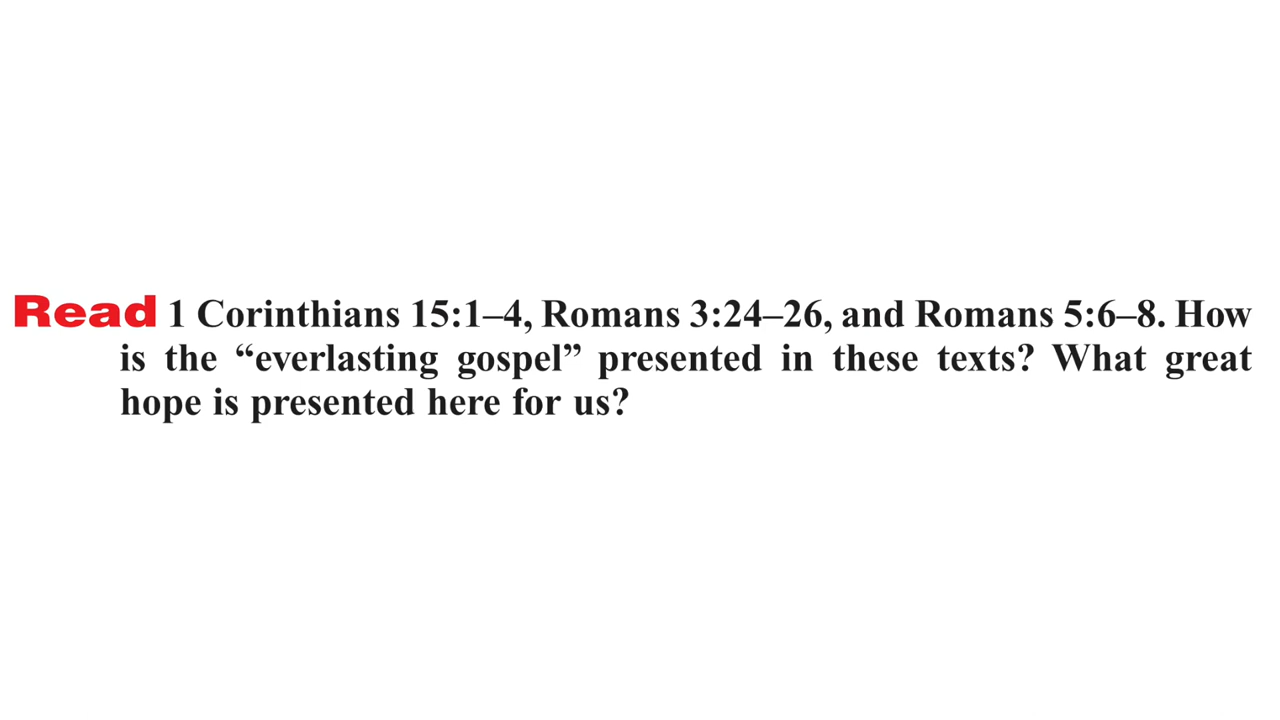 Read 1 Corinthians 15:1–4, Romans 3:24–26, and Romans 5:6–8. How
is the “everlasting gospel” presented in these texts? What great
hope is presented here for us?